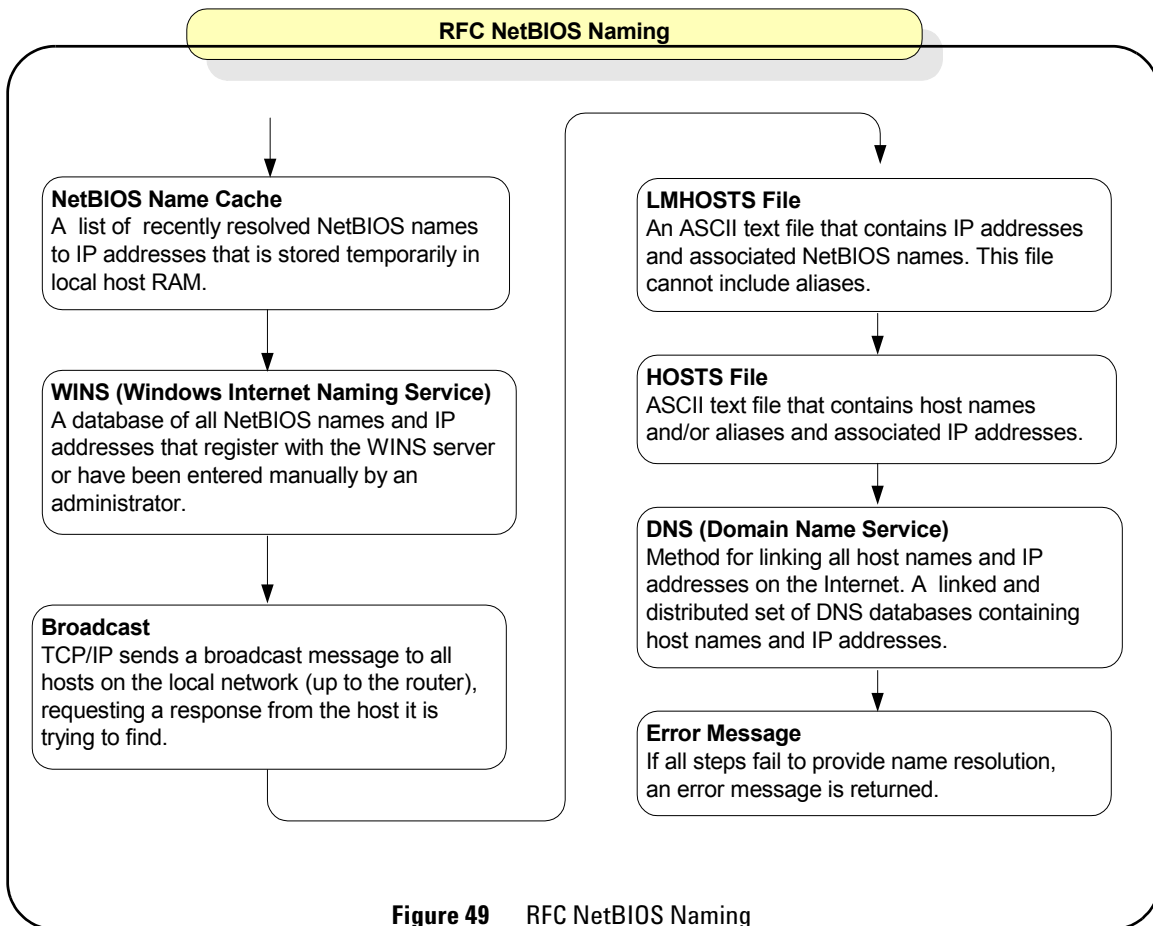 RFC NetBIOS Naming
NetBIOS Name Cache
A list of recently resolved NetBIOS names
to IP addresses that is stored temporarily in
local host RAM.
WINS (Windows Internet Naming Service)
A database of all NetBIOS names and IP
addresses that register with the WINS server
or have been entered manually by an
administrator.
Broadcast
TCP/IP sends a broadcast message to all
hosts on the local network (up to the router),
requesting a response from the host it is
trying to find.
LMHOSTS File
An ASCII text file that contains IP addresses
and associated NetBIOS names. This file
cannot include aliases.
HOSTS File
ASCII text file that contains host names
and/or aliases and associated IP addresses.
DNS (Domain Name Service)
Method for linking all host names and IP
addresses on the Internet. A linked and
distributed set of DNS databases containing
host names and IP addresses.
Error Message
If all steps fail to provide name resolution,
an error message is returned.
Figure 49 RFC NetBIOS Naming